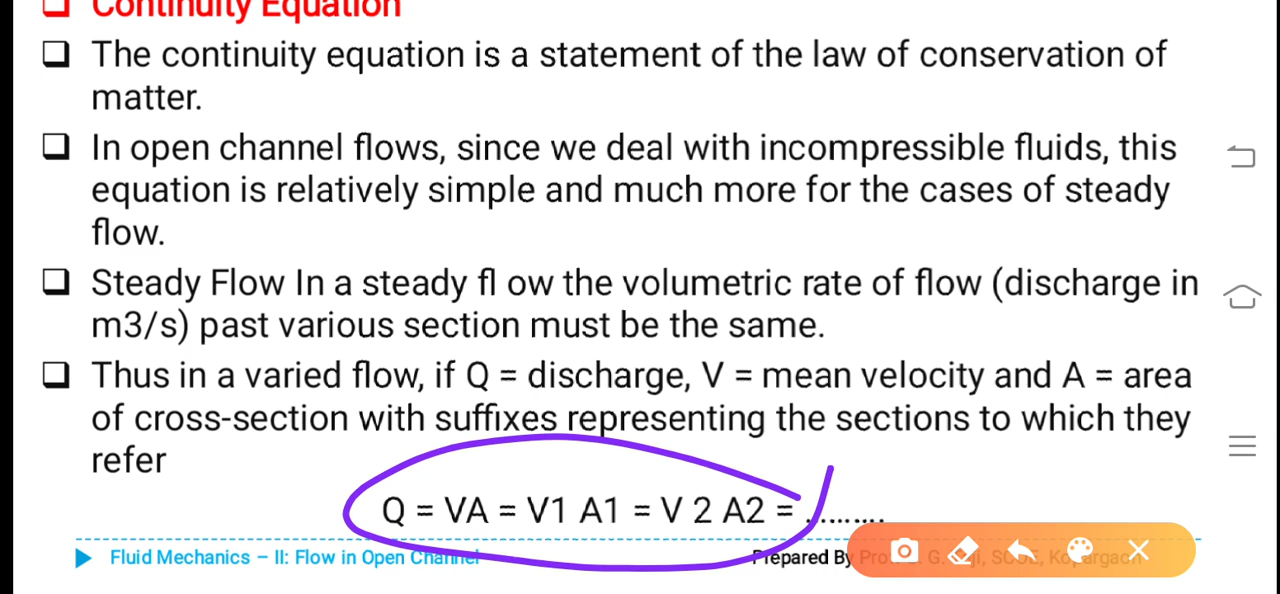 Continuity Equation
The continuity equation is a statement of the law of conservation of
matter.
In open channel flows, since we deal with incompressible fluids, this
equation is relatively simple and much more for the cases of steady
flow.
Steady Flow In a steady fl ow the volumetric rate of flow (discharge in
m3/s) past various section must be the same.
Thus in a varied flow, if Q = discharge, V = mean velocity and A = area
of cross-section with suffixes representing the sections to which they
refer
Q = VA = V1 A1 = V 2 A2 = .........
Fluid Mechanics – II: Flow in Open Channel
Prepared By